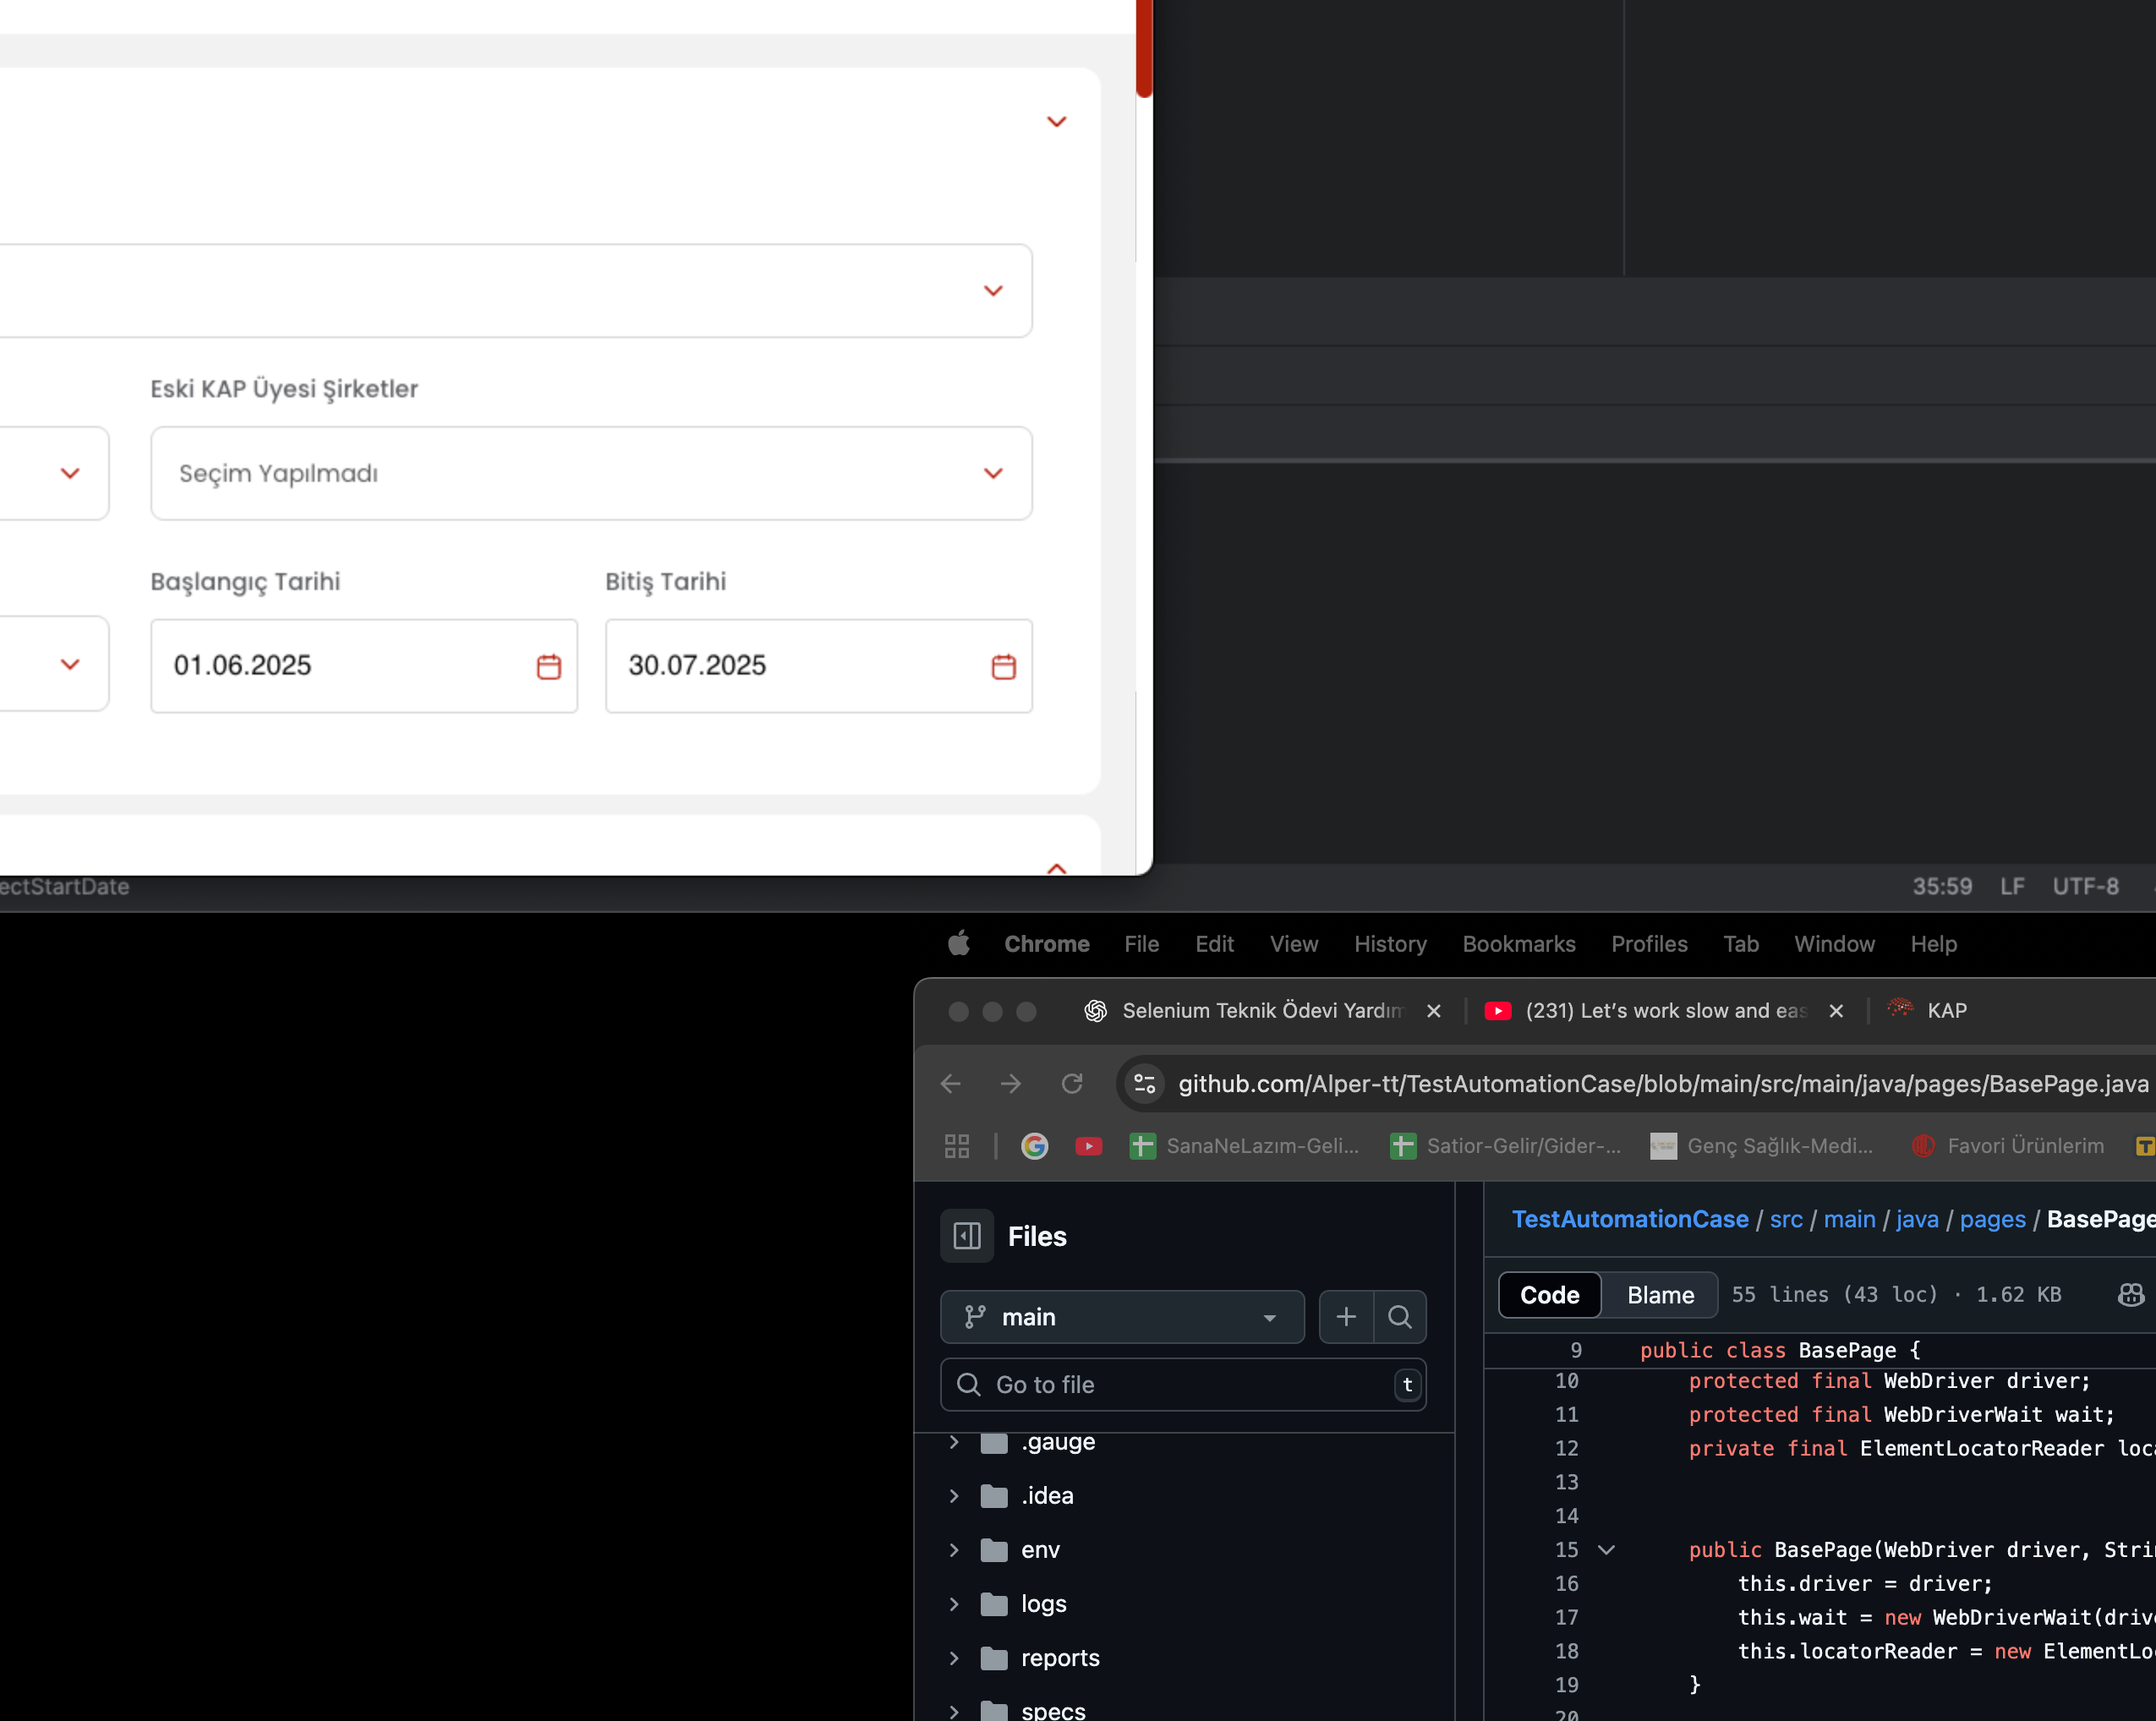 Eski KAP Üyesi Şirketler
Seçim Yapılmadı
Başlangıç Tarihi
Bitiş Tarihi
01.06.2025
30.07.2025
ectStartDate
35:59 LF UTF-8
Chrome File Edit View History Bookmarks Profiles Tab Window Help
Selenium Teknik Ödevi Yardım
(231) Let’s work slow and eas
KAP
github.com/Alper-tt/TestAutomationCase/blob/main/src/main/java/pages/BasePage.java
SanaNeLazım-Geli...
Satior-Gelir/Gider-...
Genç Sağlık-Medi...
Favori Ürünlerim
Files
TestAutomationCase / src / main / java / pages / BasePage
main
Code Blame 55 lines (43 loc) · 1.62 KB
Go to file t
9 public class BasePage {
10 protected final WebDriver driver;
11 protected final WebDriverWait wait;
12 private final ElementLocatorReader loc
13
14
15 public BasePage(WebDriver driver, Stri
16 this.driver = driver;
17 this.wait = new WebDriverWait(driv
18 this.locatorReader = new ElementLo
19 }
20
.gauge
.idea
env
logs
reports
specs